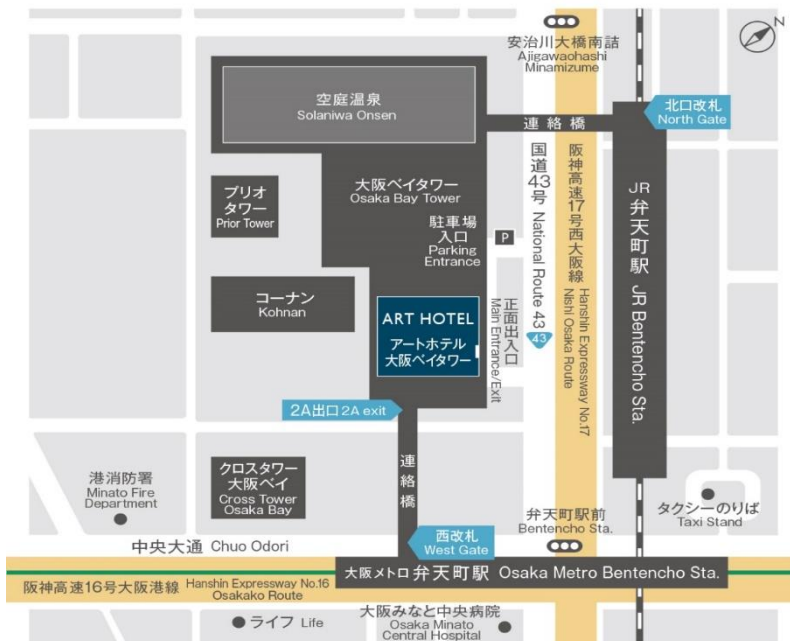 N
安治川大橋南詰
Ajigawaohashi
Minamizume
空庭温泉
Solaniwa Onsen
連絡橋
北口改札
North Gate
プリオ
タワー
Prior Tower
大阪ベイタワー
Osaka Bay Tower
駐車場
入口
Parking
Entrance
P
国道43号 National Route 43
43
阪神高速17号西大阪線
Hanshin Expressway No.17
Nishi Osaka Route
JR弁天町駅 JR Bentencho Sta.
コーナン
Kohnan
ART HOTEL
アートホテル
大阪ベイタワー
正面出入口
Main Entrance/Exit
2A出口 2A exit
連絡橋
港消防署
Minato Fire
Department
クロスタワー
大阪ベイ
Cross Tower
Osaka Bay
弁天町駅前
Bentencho Sta.
タクシーのりば
Taxi Stand
西改札
West Gate
中央大通 Chuo Odori
大阪メトロ弁天町駅 Osaka Metro Bentencho Sta.
阪神高速16号大阪港線 Hanshin Expressway No.16
Osakako Route
ライフ Life
大阪みなと中央病院
Osaka Minato
Central Hospital